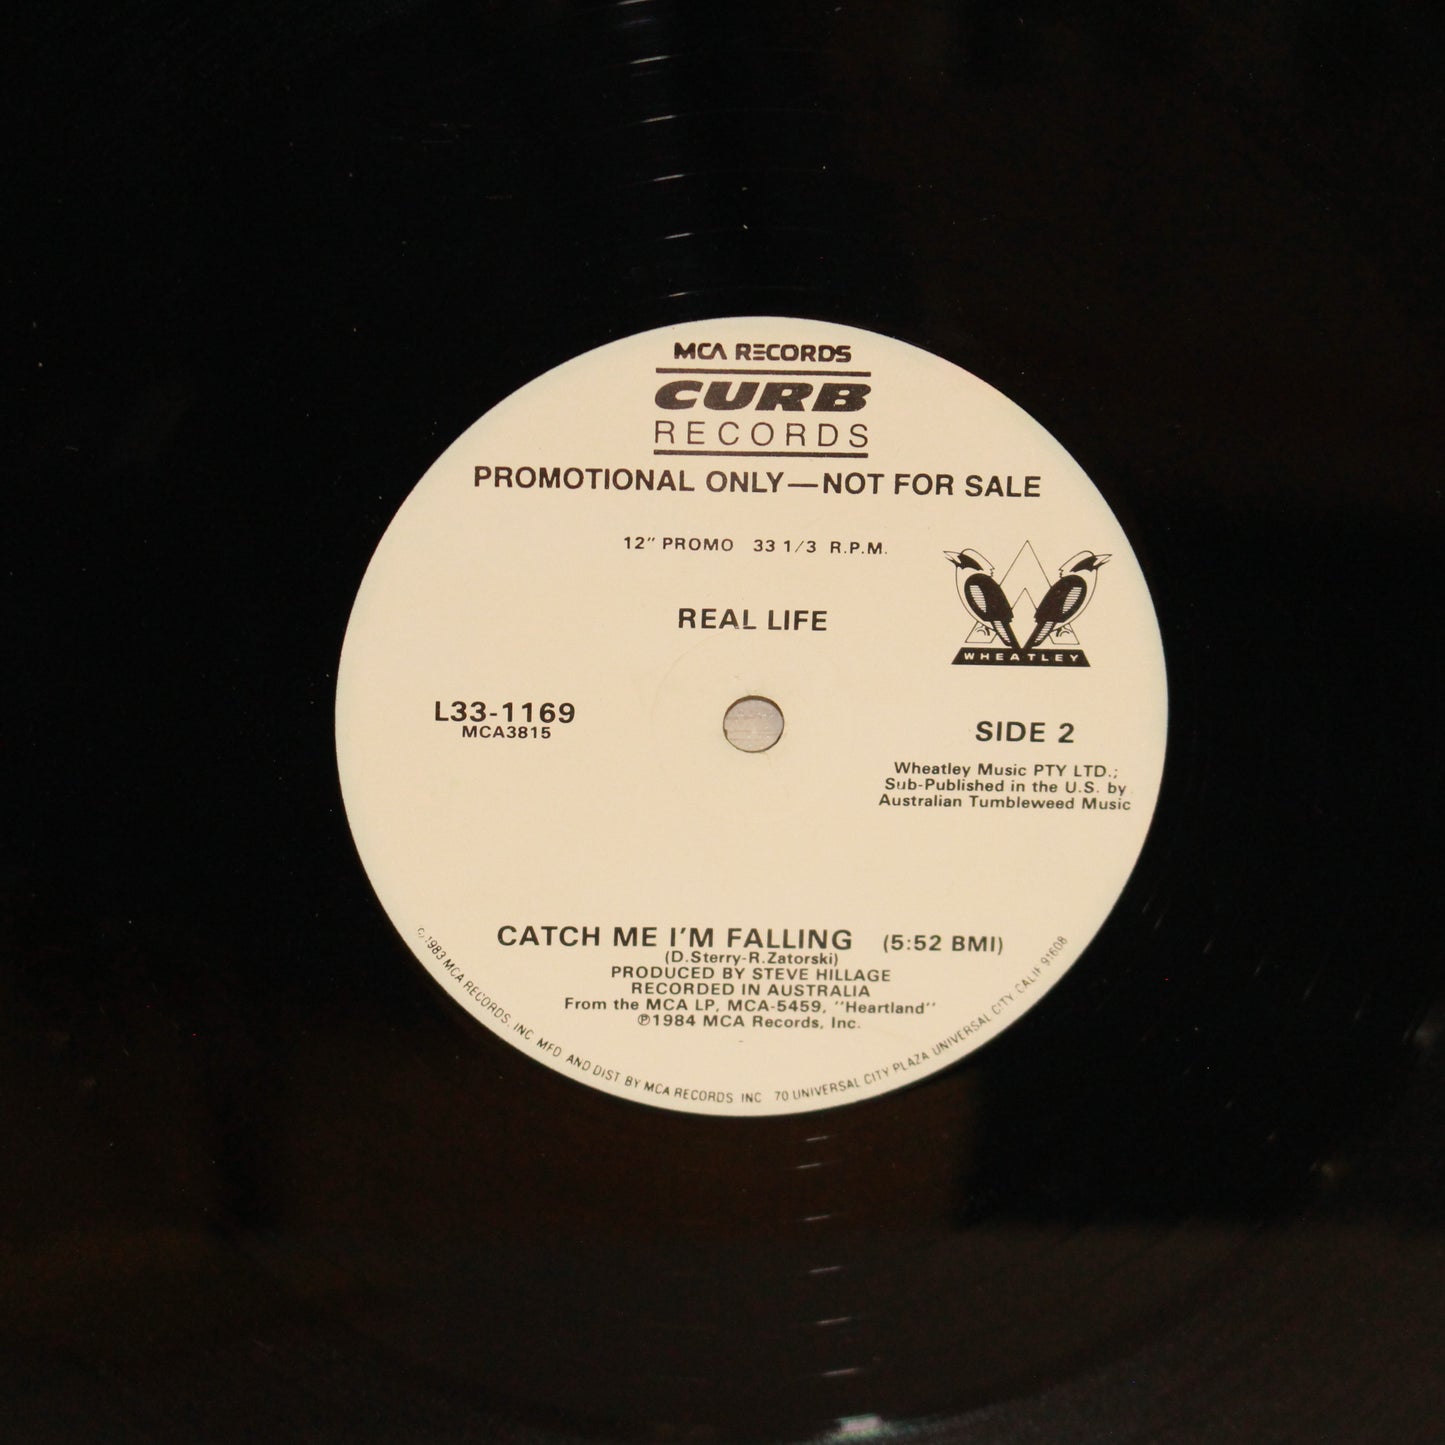 MCA RECORDS
CURB
RECORDS
PROMOTIONAL ONLY—NOT FOR SALE
12" PROMO 33 1/3 R.P.M.
REAL LIFE
WHEATLEY
L33-1169
MCA3815
SIDE 2
Wheatley Music PTY LTD.;
Sub-Published in the U.S. by
Australian Tumbleweed Music
CATCH ME I'M FALLING (5:52 BMI)
(D.Sterry-R.Zatorski)
PRODUCED BY STEVE HILLAGE
RECORDED IN AUSTRALIA
From the MCA LP, MCA-5459, "Heartland"
℗1984 MCA Records, Inc.
©1983 MCA RECORDS, INC MFD AND DIST BY MCA RECORDS INC 70 UNIVERSAL CITY PLAZA UNIVERSAL CITY CALIF 91608